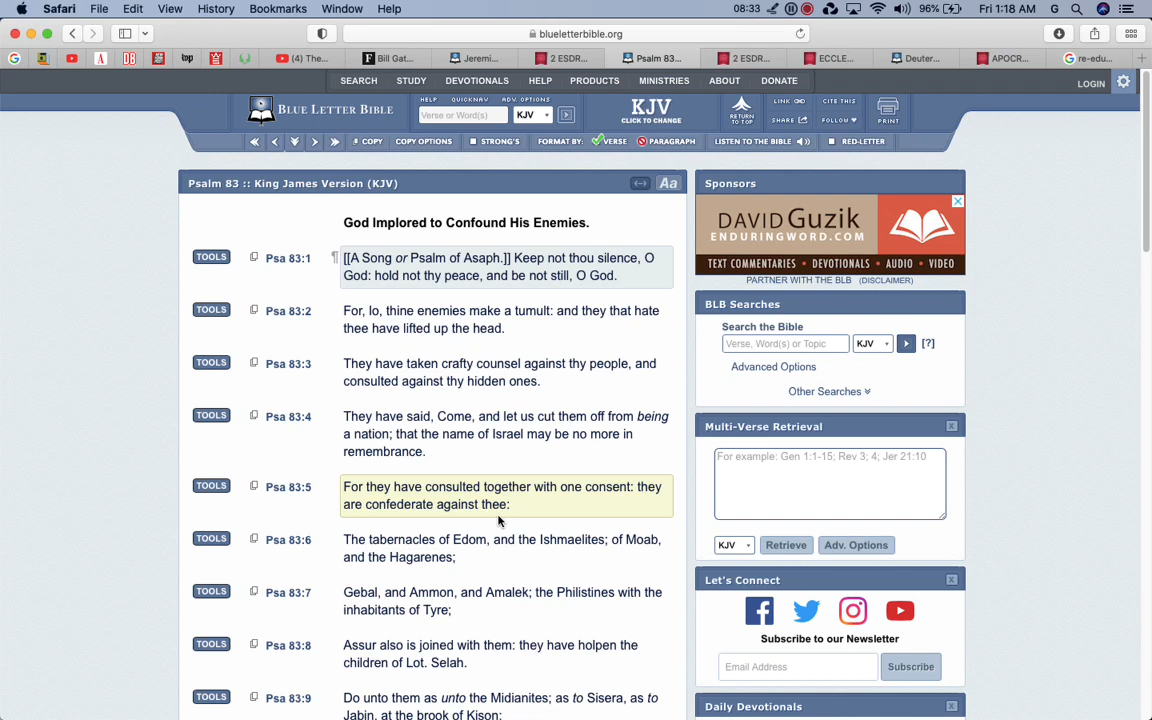 Safari File Edit View History Bookmarks Window Help 08:33 96% Fri 1:18 AM G
blueletterbible.org
(4) The... Bill Gat... Jeremi... 2 ESDR... Psalm 83... 2 ESDR... ECCLE... Deuter... APOCR... re-edu...
SEARCH STUDY DEVOTIONALS HELP PRODUCTS MINISTRIES ABOUT DONATE LOGIN
BLUE LETTER BIBLE
HELP QUICKNAV ADV. OPTIONS
Verse or Word(s) KJV
KJV
CLICK TO CHANGE
RETURN
TO TOP
LINK CITE THIS
SHARE FOLLOW
PRINT
COPY COPY OPTIONS STRONG'S FORMAT BY: VERSE PARAGRAPH LISTEN TO THE BIBLE RED-LETTER
Psalm 83 :: King James Version (KJV) Aa
God Implored to Confound His Enemies.
TOOLS Psa 83:1 ¶ [[A Song or Psalm of Asaph.]] Keep not thou silence, O
God: hold not thy peace, and be not still, O God.
TOOLS Psa 83:2 For, lo, thine enemies make a tumult: and they that hate
thee have lifted up the head.
TOOLS Psa 83:3 They have taken crafty counsel against thy people, and
consulted against thy hidden ones.
TOOLS Psa 83:4 They have said, Come, and let us cut them off from being
a nation; that the name of Israel may be no more in
remembrance.
TOOLS Psa 83:5 For they have consulted together with one consent: they
are confederate against thee:
TOOLS Psa 83:6 The tabernacles of Edom, and the Ishmaelites; of Moab,
and the Hagarenes;
TOOLS Psa 83:7 Gebal, and Ammon, and Amalek; the Philistines with the
inhabitants of Tyre;
TOOLS Psa 83:8 Assur also is joined with them: they have holpen the
children of Lot. Selah.
TOOLS Psa 83:9 Do unto them as unto the Midianites; as to Sisera, as to
Jabin, at the brook of Kison:
Sponsors
DAVID GUZIK
ENDURINGWORD.COM
TEXT COMMENTARIES • DEVOTIONALS • AUDIO • VIDEO
PARTNER WITH THE BLB (DISCLAIMER)
BLB Searches
Search the Bible
Verse, Word(s) or Topic KJV [?]
Advanced Options
Other Searches
Multi-Verse Retrieval
For example: Gen 1:1-15; Rev 3; 4; Jer 21:10
KJV Retrieve Adv. Options
Let's Connect
Subscribe to our Newsletter
Email Address Subscribe
Daily Devotionals